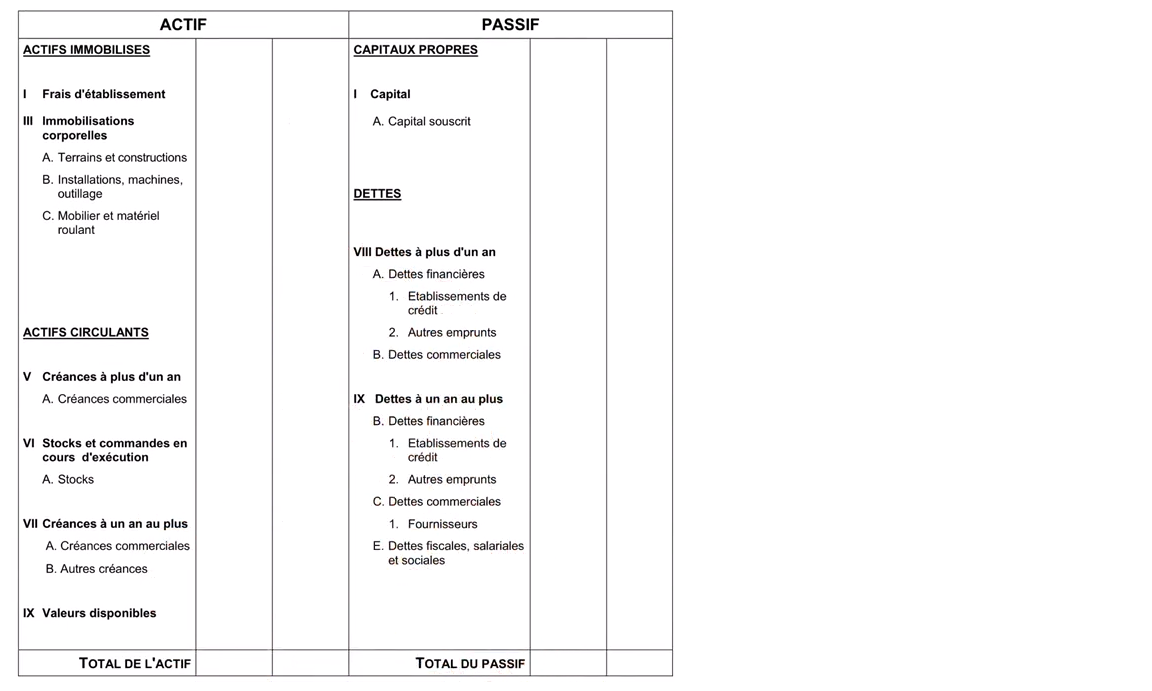 ACTIF
ACTIFS IMMOBILISES
I Frais d'établissement
III Immobilisations
corporelles
A. Terrains et constructions
B. Installations, machines,
outillage
C. Mobilier et matériel
roulant
ACTIFS CIRCULANTS
V Créances à plus d'un an
A. Créances commerciales
VI Stocks et commandes en
cours d'exécution
A. Stocks
VII Créances à un an au plus
A. Créances commerciales
B. Autres créances
IX Valeurs disponibles
TOTAL DE L'ACTIF
PASSIF
CAPITAUX PROPRES
I Capital
A. Capital souscrit
DETTES
VIII Dettes à plus d'un an
A. Dettes financières
1. Etablissements de
crédit
2. Autres emprunts
B. Dettes commerciales
IX Dettes à un an au plus
B. Dettes financières
1. Etablissements de
crédit
2. Autres emprunts
C. Dettes commerciales
1. Fournisseurs
E. Dettes fiscales, salariales
et sociales
TOTAL DU PASSIF